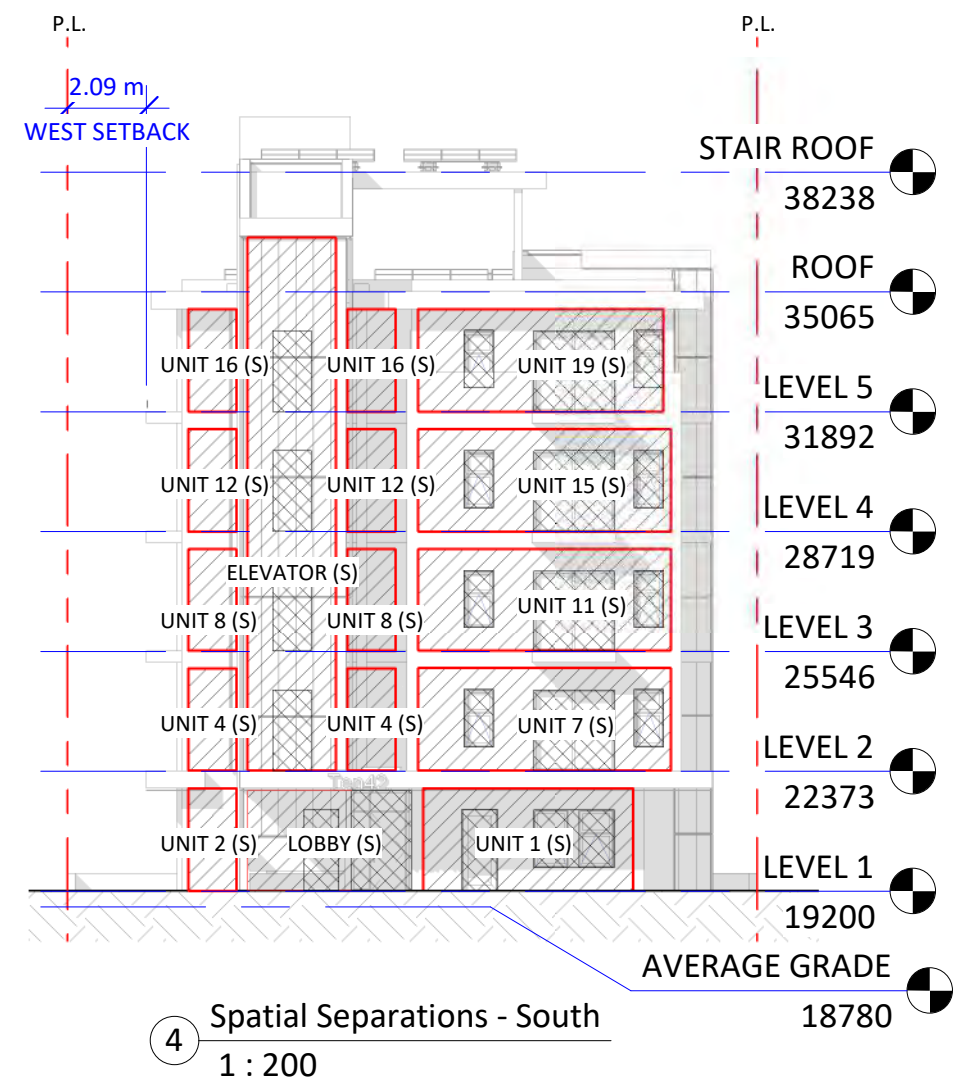 P.L.
P.L.
2.09 m
WEST SETBACK
STAIR ROOF
38238
ROOF
35065
UNIT 16 (S)
UNIT 16 (S)
UNIT 19 (S)
LEVEL 5
31892
UNIT 12 (S)
UNIT 12 (S)
UNIT 15 (S)
LEVEL 4
28719
ELEVATOR (S)
UNIT 8 (S)
UNIT 8 (S)
UNIT 11 (S)
LEVEL 3
25546
UNIT 4 (S)
UNIT 4 (S)
UNIT 7 (S)
LEVEL 2
22373
UNIT 2 (S)
LOBBY (S)
UNIT 1 (S)
LEVEL 1
19200
AVERAGE GRADE
18780
4
Spatial Separations - South
1 : 200